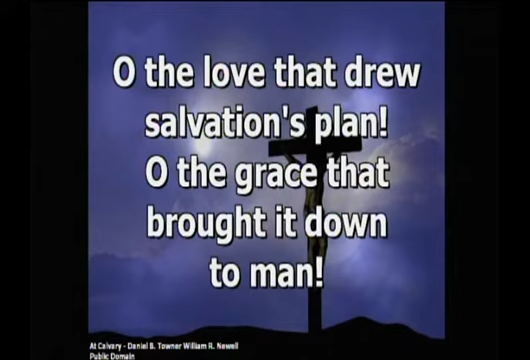 O the love that drew
salvation's plan!
O the grace that
brought it down
to man!
At Calvary - Daniel B. Towner William R. Newell
Public Domain